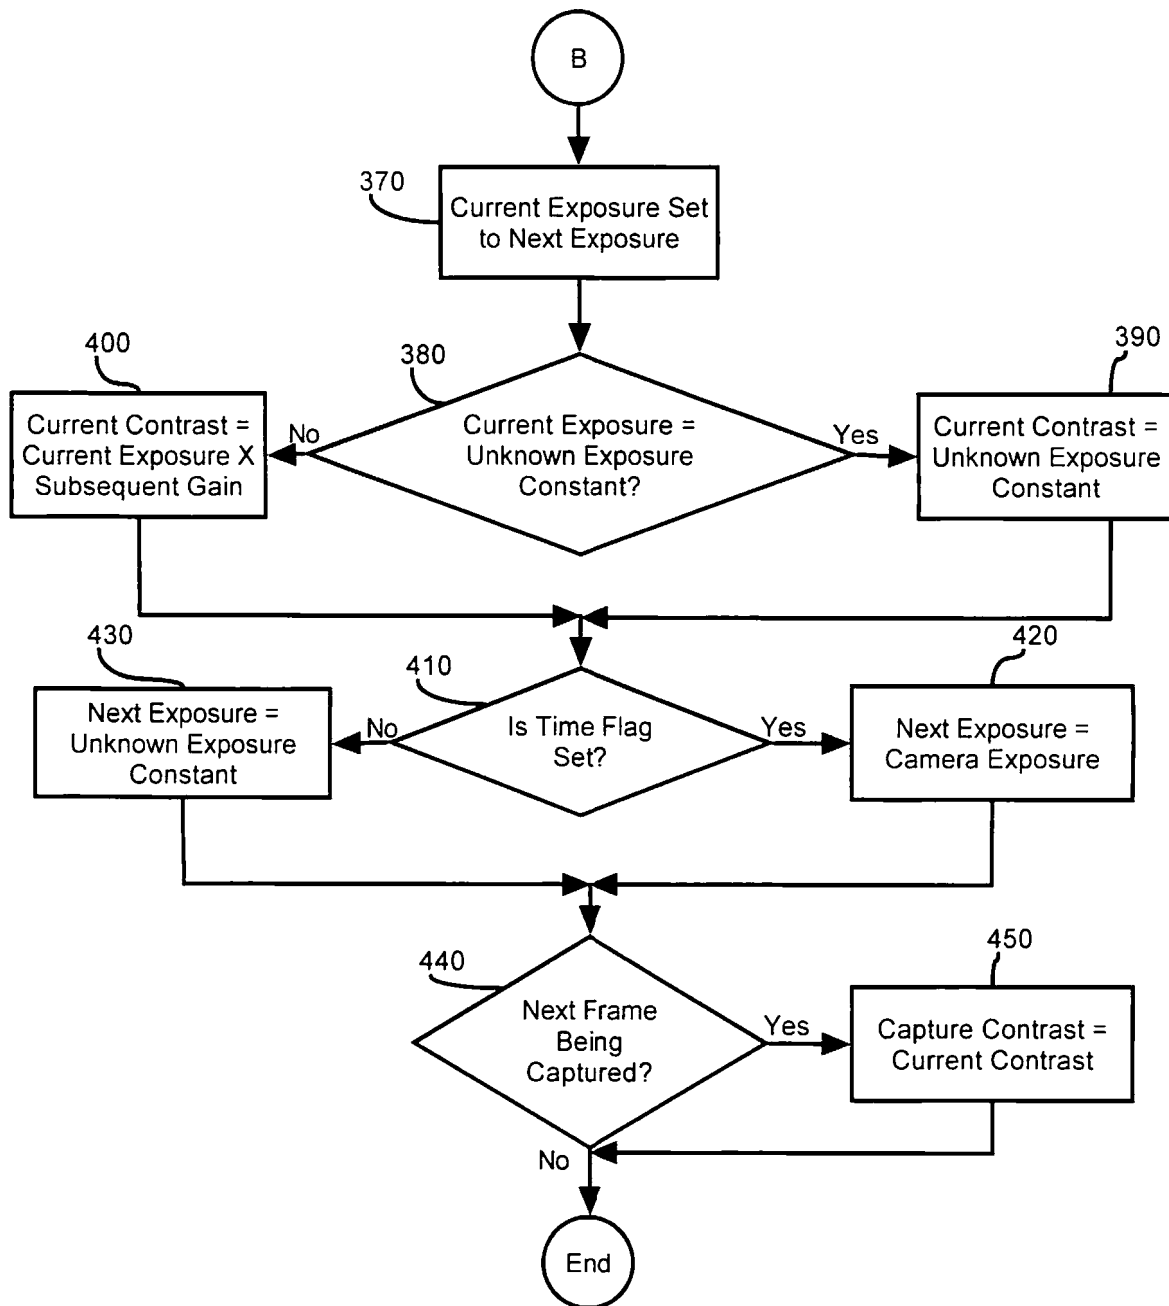 B
370
Current Exposure Set
to Next Exposure
400
380
390
Current Contrast =
Current Exposure X
Subsequent Gain
No
Current Exposure =
Unknown Exposure
Constant?
Yes
Current Contrast =
Unknown Exposure
Constant
430
410
420
Next Exposure =
Unknown Exposure
Constant
No
Is Time Flag
Set?
Yes
Next Exposure =
Camera Exposure
440
450
Next Frame
Being
Captured?
Yes
Capture Contrast =
Current Contrast
No
End